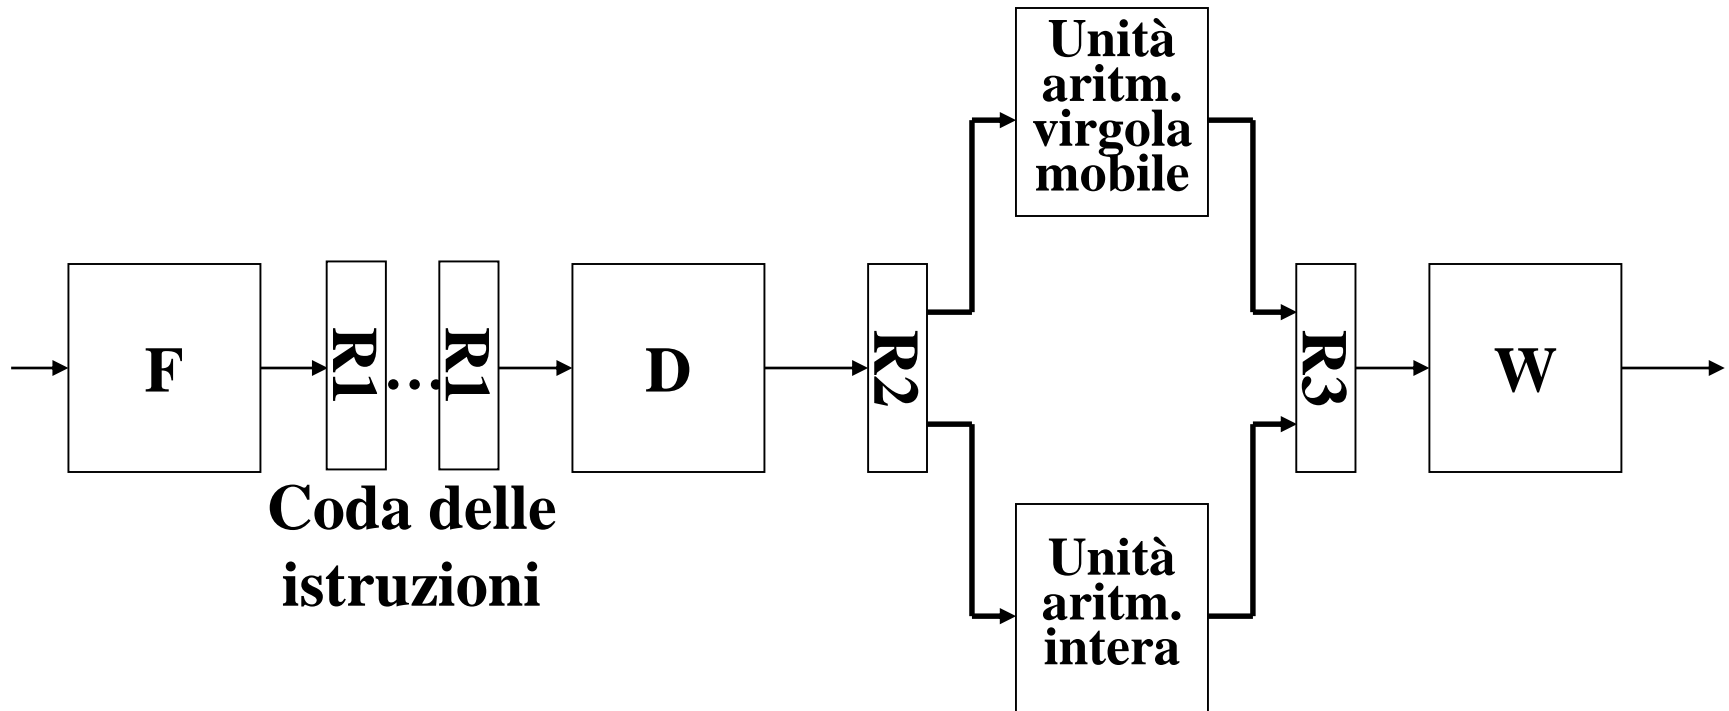 Unità
aritm.
virgola
mobile
F
R1
...
R1
D
R2
R3
W
Coda delle
istruzioni
Unità
aritm.
intera